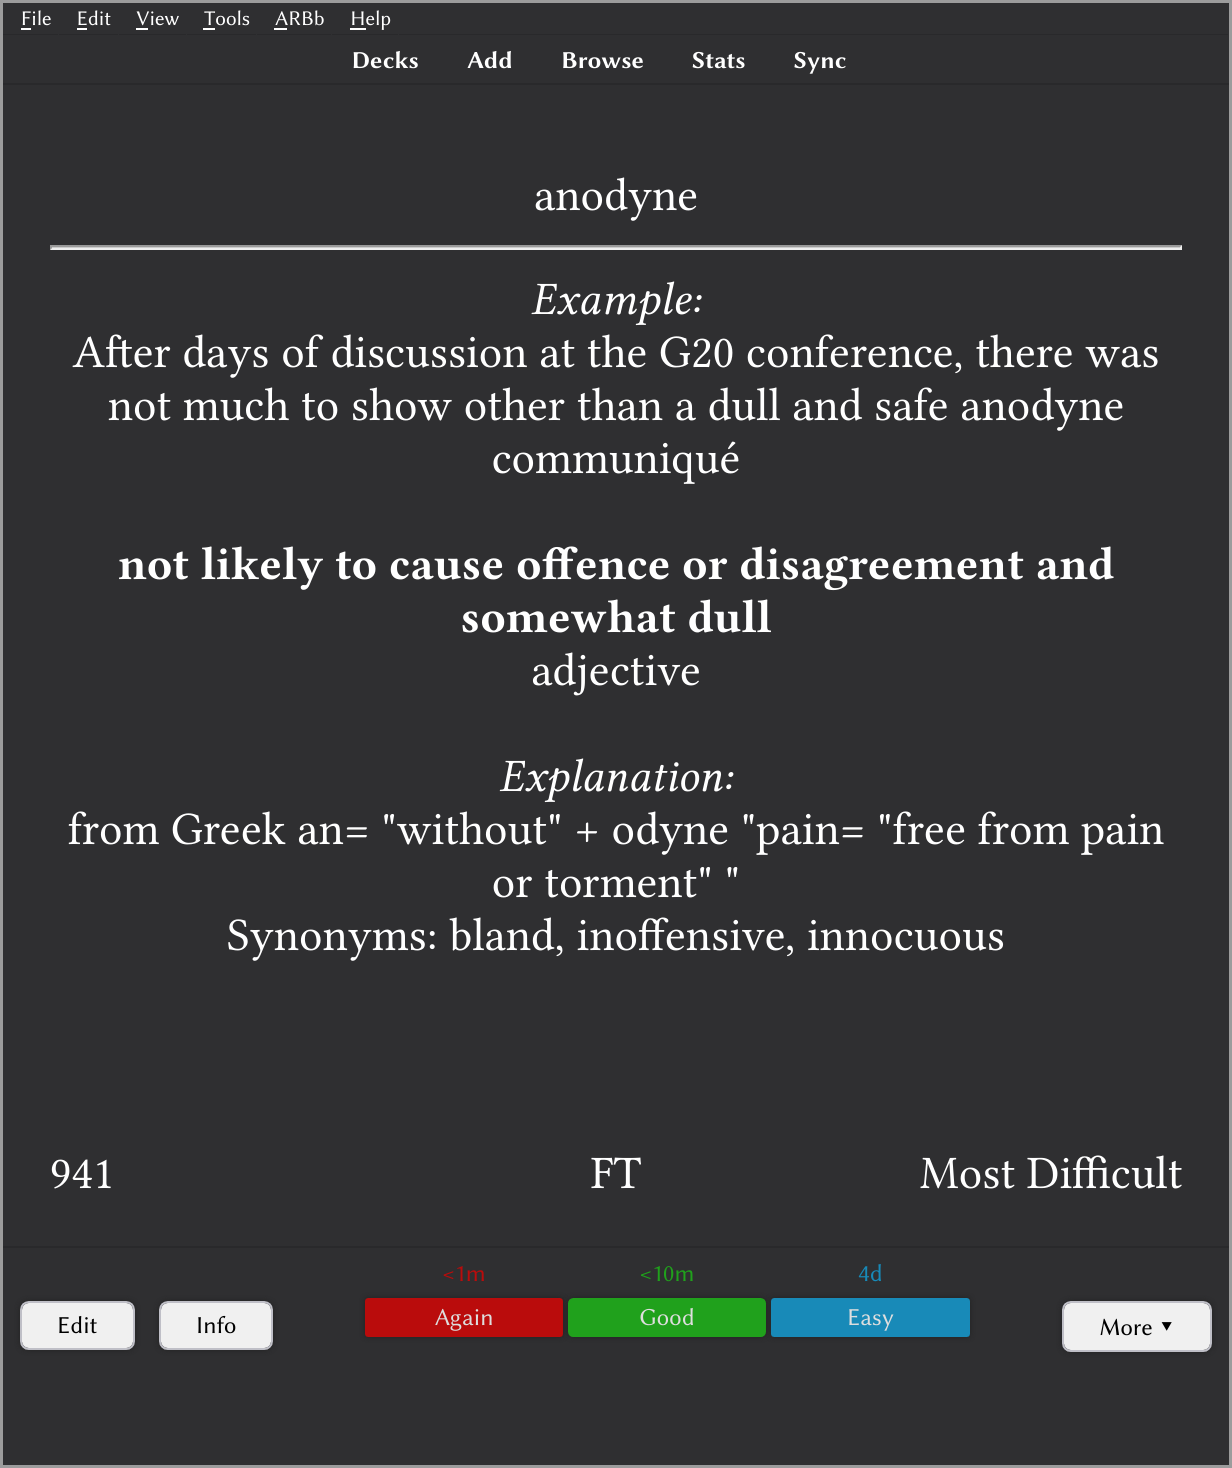 File Edit View Tools ARBb Help
Decks Add Browse Stats Sync
anodyne
Example:
After days of discussion at the G20 conference, there was
not much to show other than a dull and safe anodyne
communiqué
not likely to cause offence or disagreement and
somewhat dull
adjective
Explanation:
from Greek an= "without" + odyne "pain= "free from pain
or torment" "
Synonyms: bland, inoffensive, innocuous
941 FT Most Difficult
<1m <10m 4d
Edit Info Again Good Easy More ▼